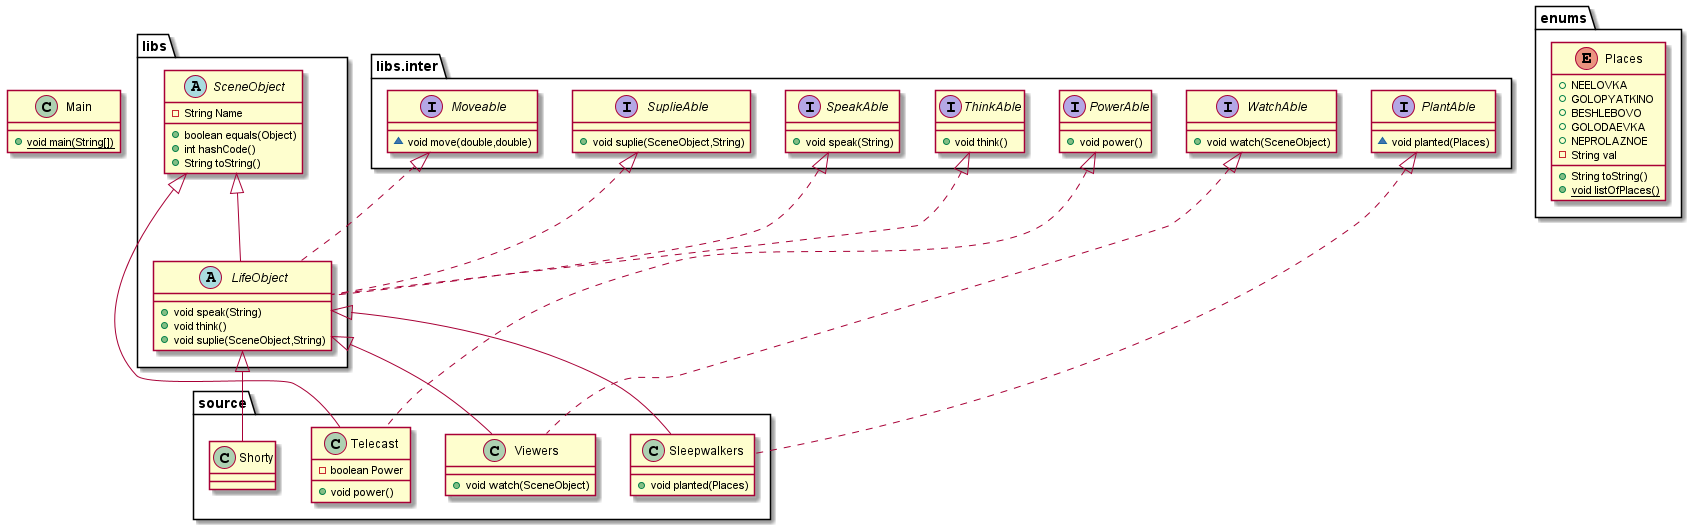 libs
A SceneObject
String Name
boolean equals(Object)
int hashCode()
String toString()
C Main
void main(String[])
libs.inter
I Moveable
void move(double,double)
I SuplieAble
void suplie(SceneObject,String)
I SpeakAble
void speak(String)
I ThinkAble
void think()
I PowerAble
void power()
I WatchAble
void watch(SceneObject)
I PlantAble
void planted(Places)
enums
E Places
NEELOVKA
GOLOPYATKINO
BESHLEBOVO
GOLODAEVKA
NEPROLAZNOE
String val
String toString()
void listOfPlaces()
A LifeObject
void speak(String)
void think()
void suplie(SceneObject,String)
source
C Shorty
C Telecast
boolean Power
void power()
C Viewers
void watch(SceneObject)
C Sleepwalkers
void planted(Places)